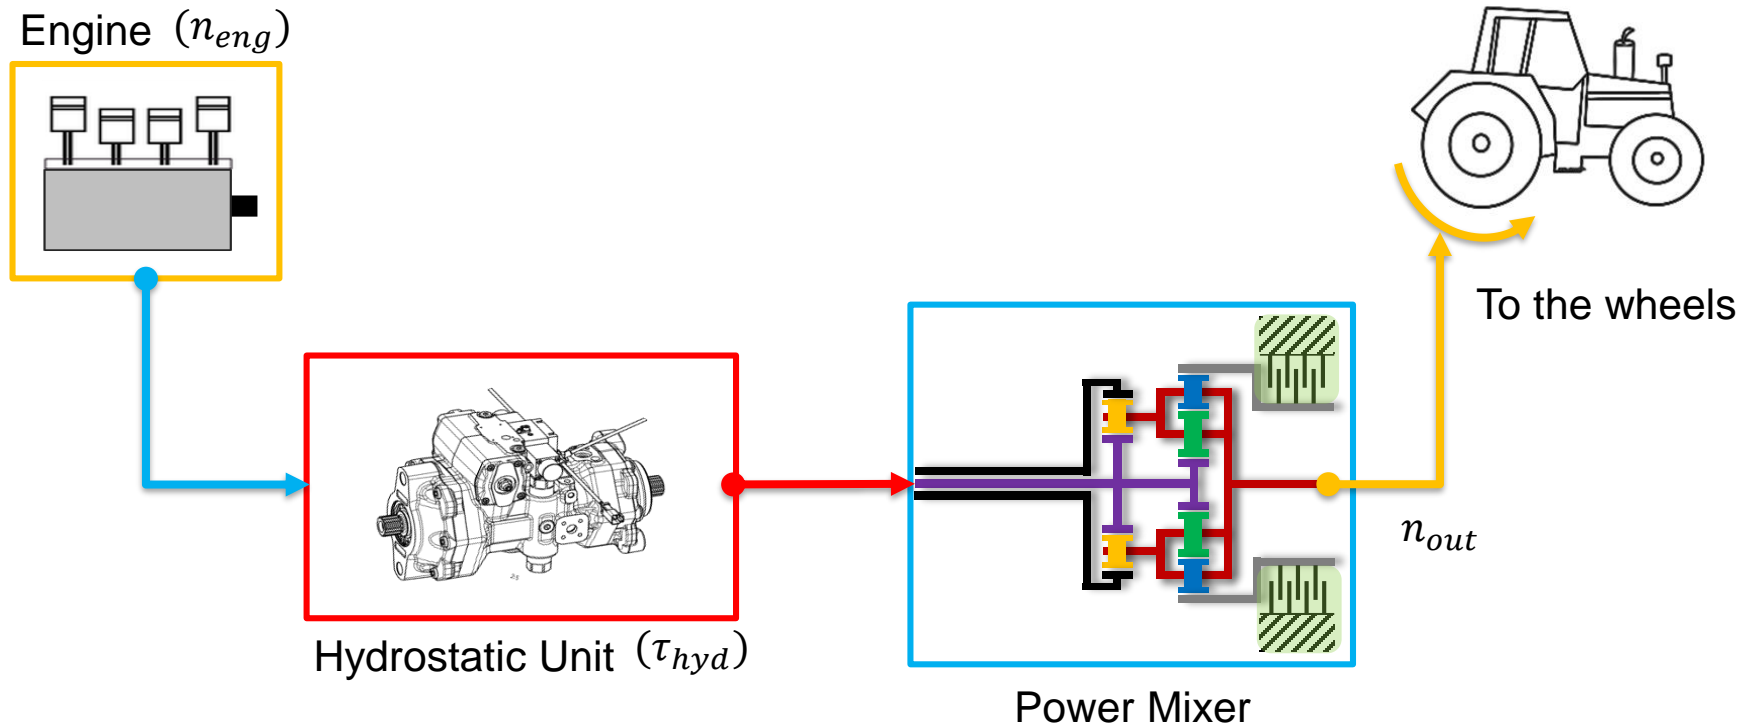 Engine (n_eng)
To the wheels
n_out
Hydrostatic Unit (τ_hyd)
Power Mixer